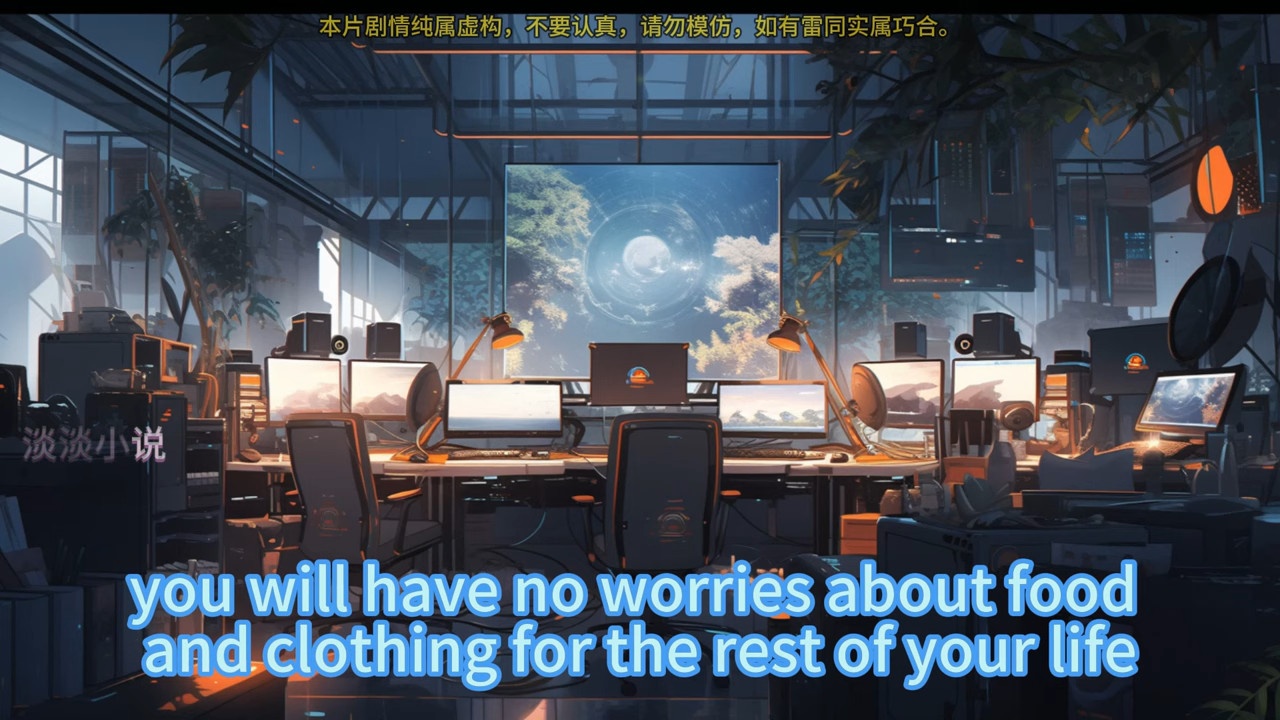 本片剧情纯属虚构，不要认真，请勿模仿，如有雷同实属巧合。
淡淡小说
you will have no worries about food
and clothing for the rest of your life